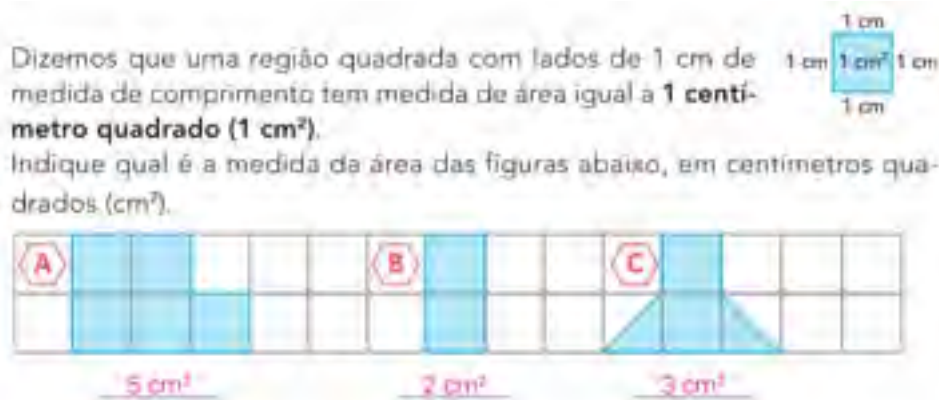 1 cm
Dizemos que uma região quadrada com lados de 1 cm de
1 cm 1 cm² 1 cm
medida de comprimento tem medida de área igual a 1 centí-
1 cm
metro quadrado (1 cm²).
Indique qual é a medida da área das figuras abaixo, em centímetros qua-
drados (cm²).
A B C
5 cm² 2 cm² 3 cm²